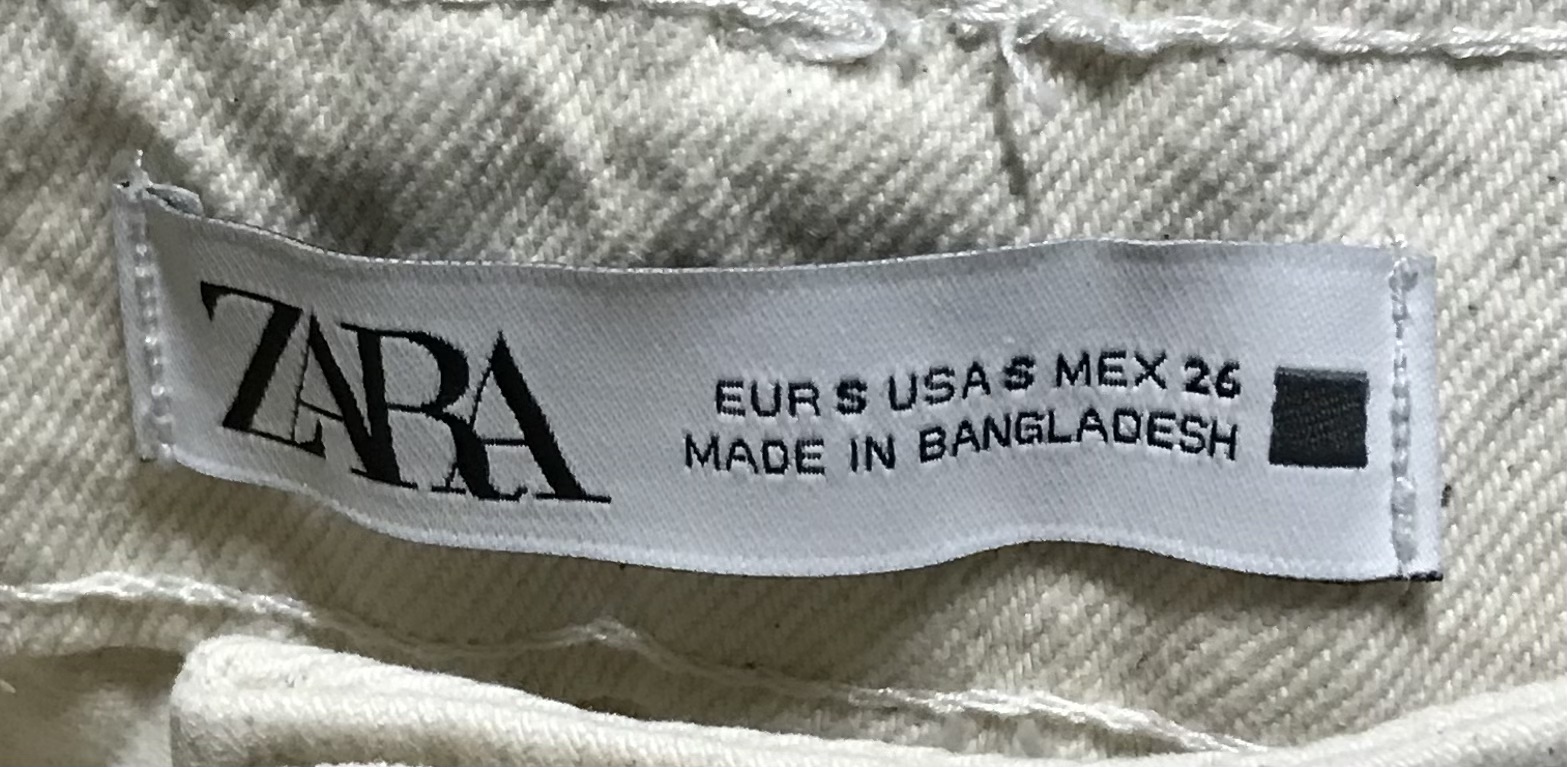 ZARA
EUR S USA S MEX 26
MADE IN BANGLADESH